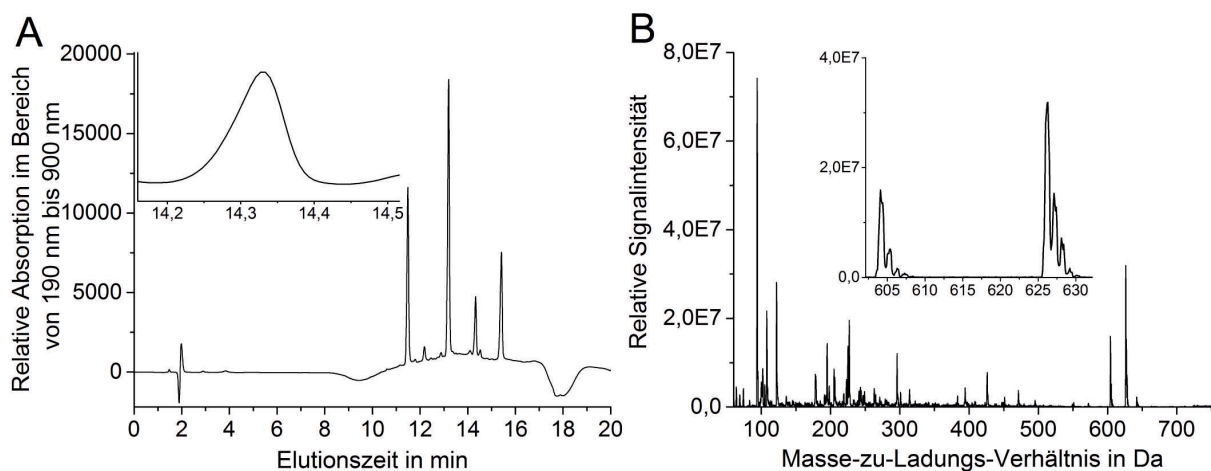 A
Relative Absorption im Bereich
von 190 nm bis 900 nm
20000
15000
10000
5000
0
14,2
14,3
14,4
14,5
0 2 4 6 8 10 12 14 16 18 20
Elutionszeit in min
B
Relative Signalintensität
8,0E7
6,0E7
4,0E7
2,0E7
0,0
4,0E7
2,0E7
0,0
605 610 615 620 625 630
100 200 300 400 500 600 700
Masse-zu-Ladungs-Verhältnis in Da